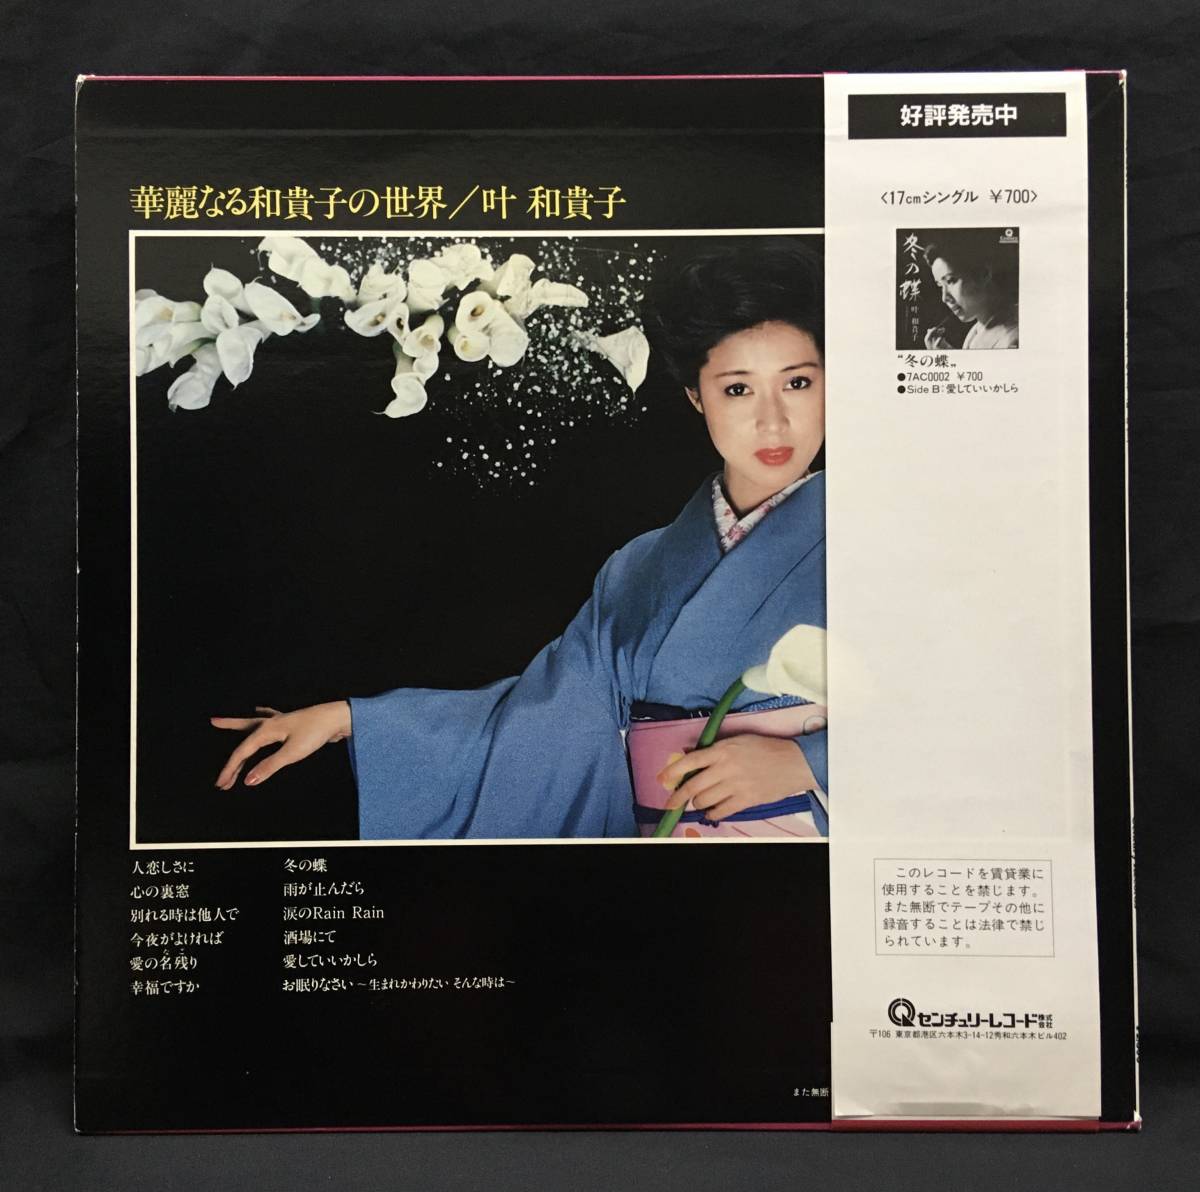 華麗なる和貴子の世界／叶 和貴子
人恋しさに
心の裏窓
別れる時は他人で
今夜がよければ
愛の名残り
幸福ですか
冬の蝶
雨が止んだら
涙のRain Rain
酒場にて
愛していいかしら
お眠りなさい〜生まれかわりたい そんな時は〜
また無断
好評発売中
〈17cmシングル ￥700〉
冬の蝶
叶 和貴子
“冬の蝶„
●7AC0002 ￥700
●Side B：愛していいかしら
このレコードを賃貸業に
使用することを禁じます。
また無断でテープその他に
録音することは法律で禁じ
られています。
センチュリーレコード株式会社
〒106 東京都港区六本木3-14-12秀和六本木ビル402